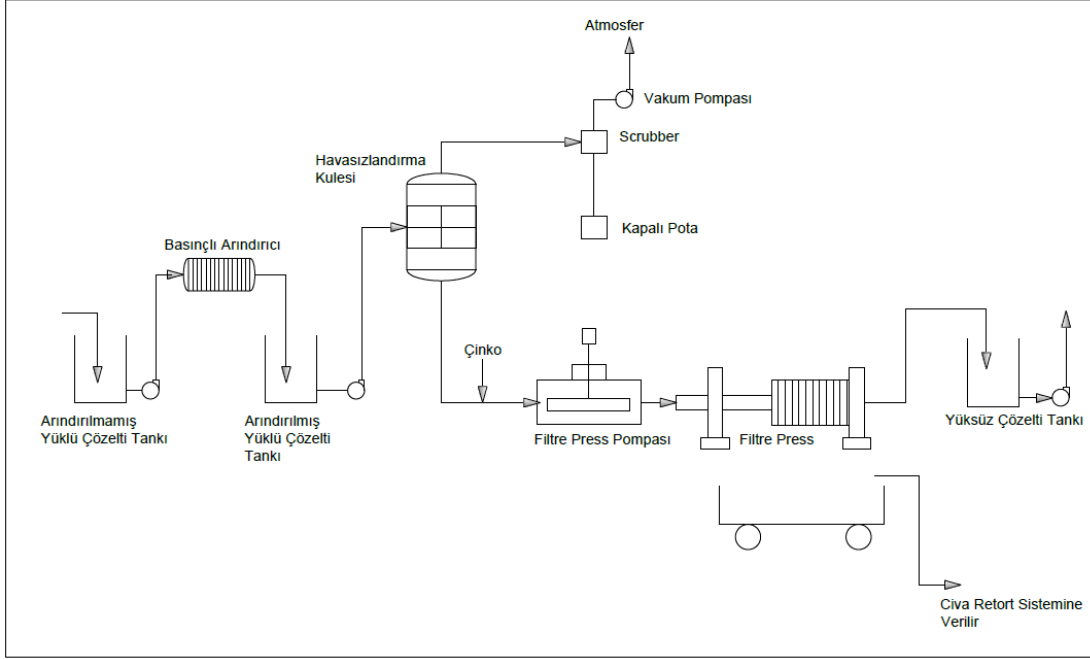 Atmosfer
Vakum Pompası
Scrubber
Havasızlandırma
Kulesi
Kapalı Pota
Basınçlı Arındırıcı
Çinko
Arındırılmamış
Yüklü Çözelti Tankı
Arındırılmış
Yüklü Çözelti
Tankı
Filtre Press Pompası
Filtre Press
Yüksüz Çözelti Tankı
Civa Retort Sistemine
Verilir